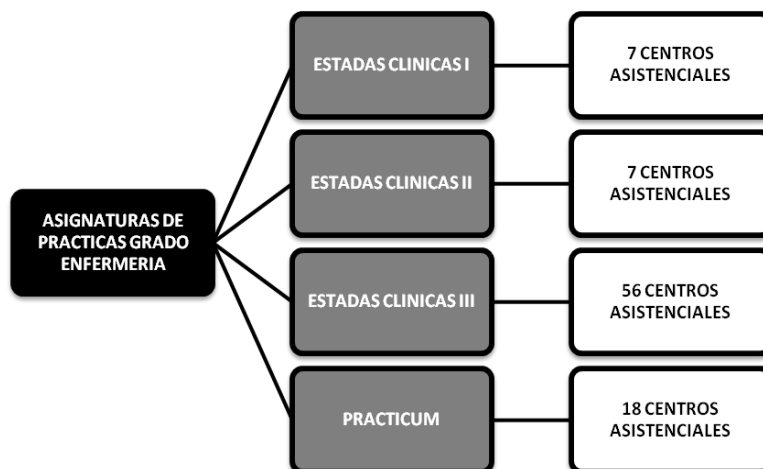 ESTADAS CLINICAS I
7 CENTROS
ASISTENCIALES
ESTADAS CLINICAS II
7 CENTROS
ASISTENCIALES
ASIGNATURAS DE
PRACTICAS GRADO
ENFERMERIA
ESTADAS CLINICAS III
56 CENTROS
ASISTENCIALES
PRACTICUM
18 CENTROS
ASISTENCIALES